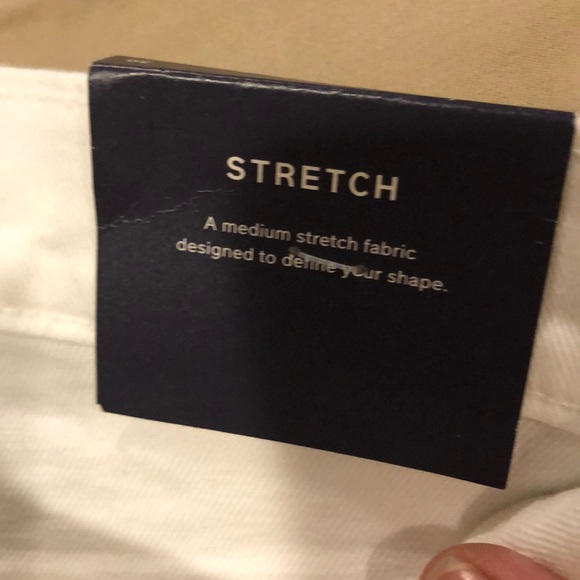 STRETCH
A medium stretch fabric
designed to define your shape.